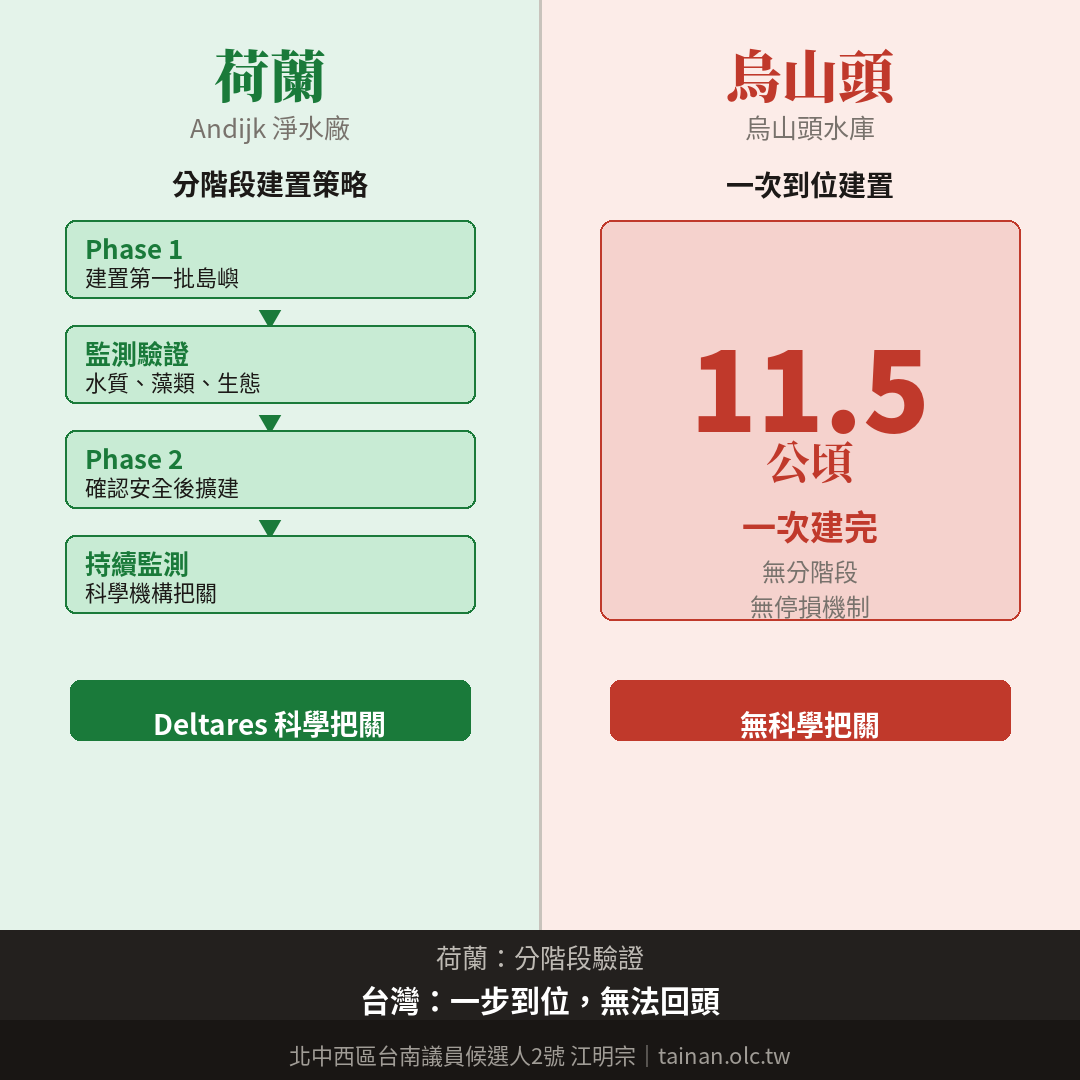 荷蘭
Andijk 淨水廠
分階段建置策略
Phase 1
建置第一批島嶼
監測驗證
水質、藻類、生態
Phase 2
確認安全後擴建
持續監測
科學機構把關
Deltares 科學把關
烏山頭
烏山頭水庫
一次到位建置
11.5
公頃
一次建完
無分階段
無停損機制
無科學把關
荷蘭：分階段驗證
台灣：一步到位，無法回頭
北中西區台南議員候選人2號 江明宗｜tainan.olc.tw